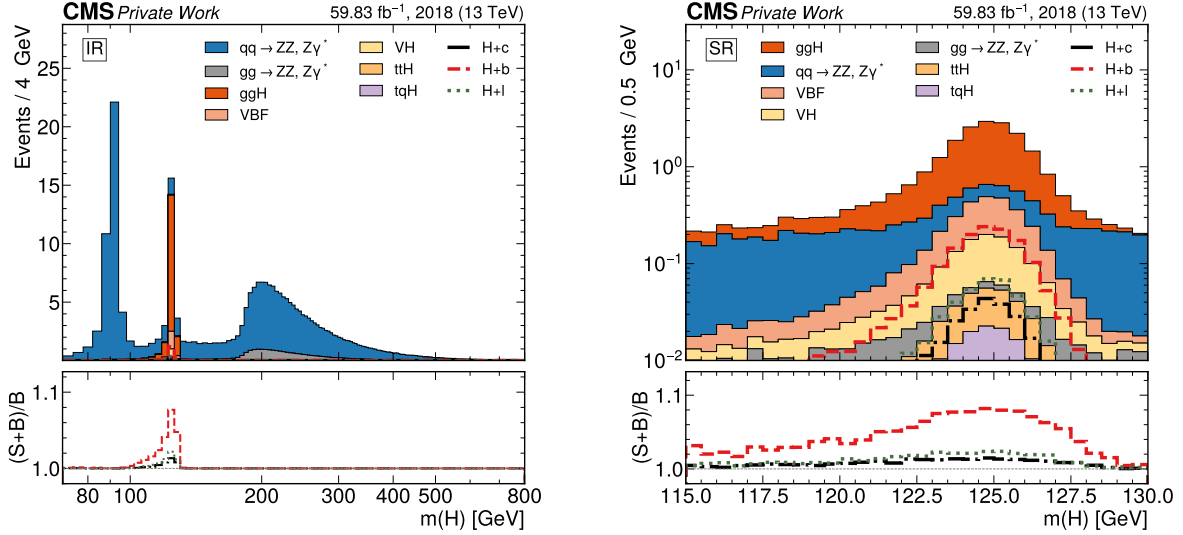 CMS Private Work 59.83 fb⁻¹, 2018 (13 TeV)
Events / 4 GeV
IR
qq→ZZ, Zγ*
gg→ZZ, Zγ*
ggH
VBF
VH
ttH
tqH
H+c
H+b
H+l
25
20
15
10
5
(S+B)/B
1.1
1.0
80 100 200 300 400 500 800
m(H) [GeV]
CMS Private Work 59.83 fb⁻¹, 2018 (13 TeV)
Events / 0.5 GeV
SR
ggH
qq→ZZ, Zγ*
VBF
VH
gg→ZZ, Zγ*
ttH
tqH
H+c
H+b
H+l
10¹
10⁰
10⁻¹
10⁻²
(S+B)/B
1.1
1.0
115.0 117.5 120.0 122.5 125.0 127.5 130.0
m(H) [GeV]